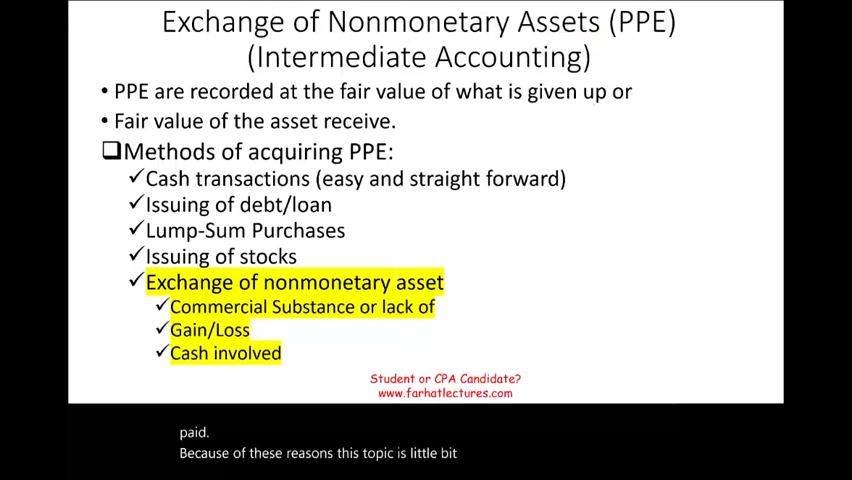 Exchange of Nonmonetary Assets (PPE)
(Intermediate Accounting)
• PPE are recorded at the fair value of what is given up or
• Fair value of the asset receive.
❑Methods of acquiring PPE:
✓Cash transactions (easy and straight forward)
✓Issuing of debt/loan
✓Lump-Sum Purchases
✓Issuing of stocks
✓Exchange of nonmonetary asset
✓Commercial Substance or lack of
✓Gain/Loss
✓Cash involved
Student or CPA Candidate?
www.farhatlectures.com
paid.
Because of these reasons this topic is little bit